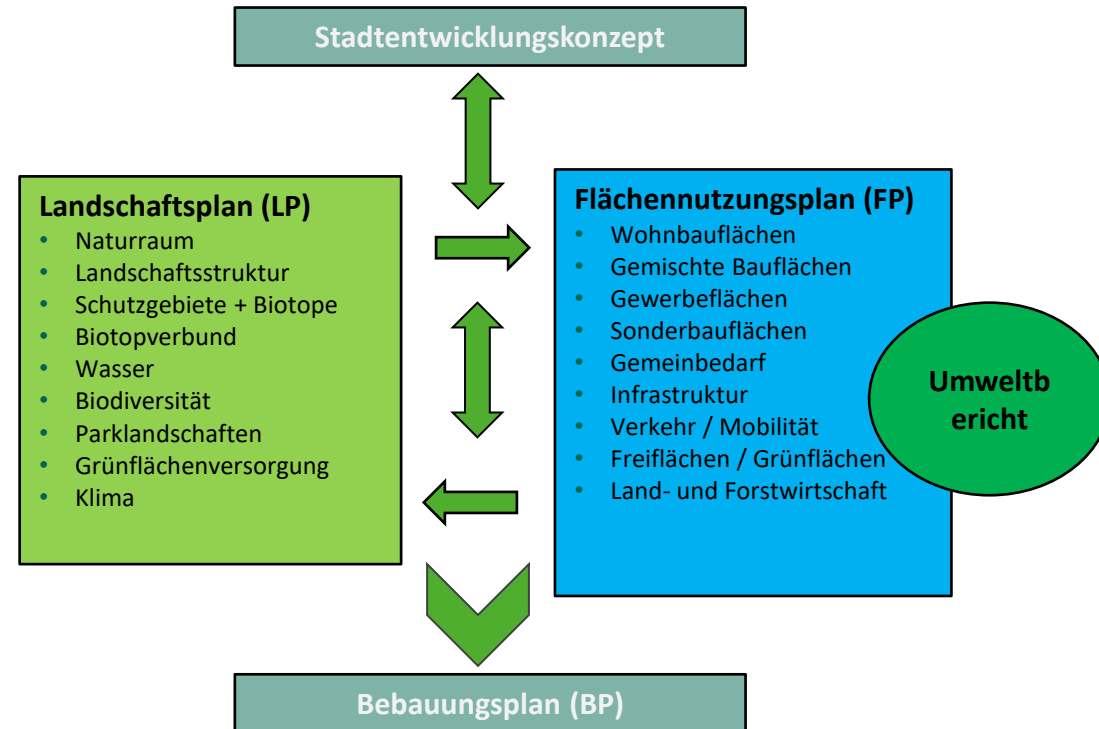 Stadtentwicklungskonzept
Landschaftsplan (LP)
• Naturraum
• Landschaftsstruktur
• Schutzgebiete + Biotope
• Biotopverbund
• Wasser
• Biodiversität
• Parklandschaften
• Grünflächenversorgung
• Klima
Flächennutzungsplan (FP)
• Wohnbauflächen
• Gemischte Bauflächen
• Gewerbeflächen
• Sonderbauflächen
• Gemeinbedarf
• Infrastruktur
• Verkehr / Mobilität
• Freiflächen / Grünflächen
• Land- und Forstwirtschaft
Umweltb
ericht
Bebauungsplan (BP)